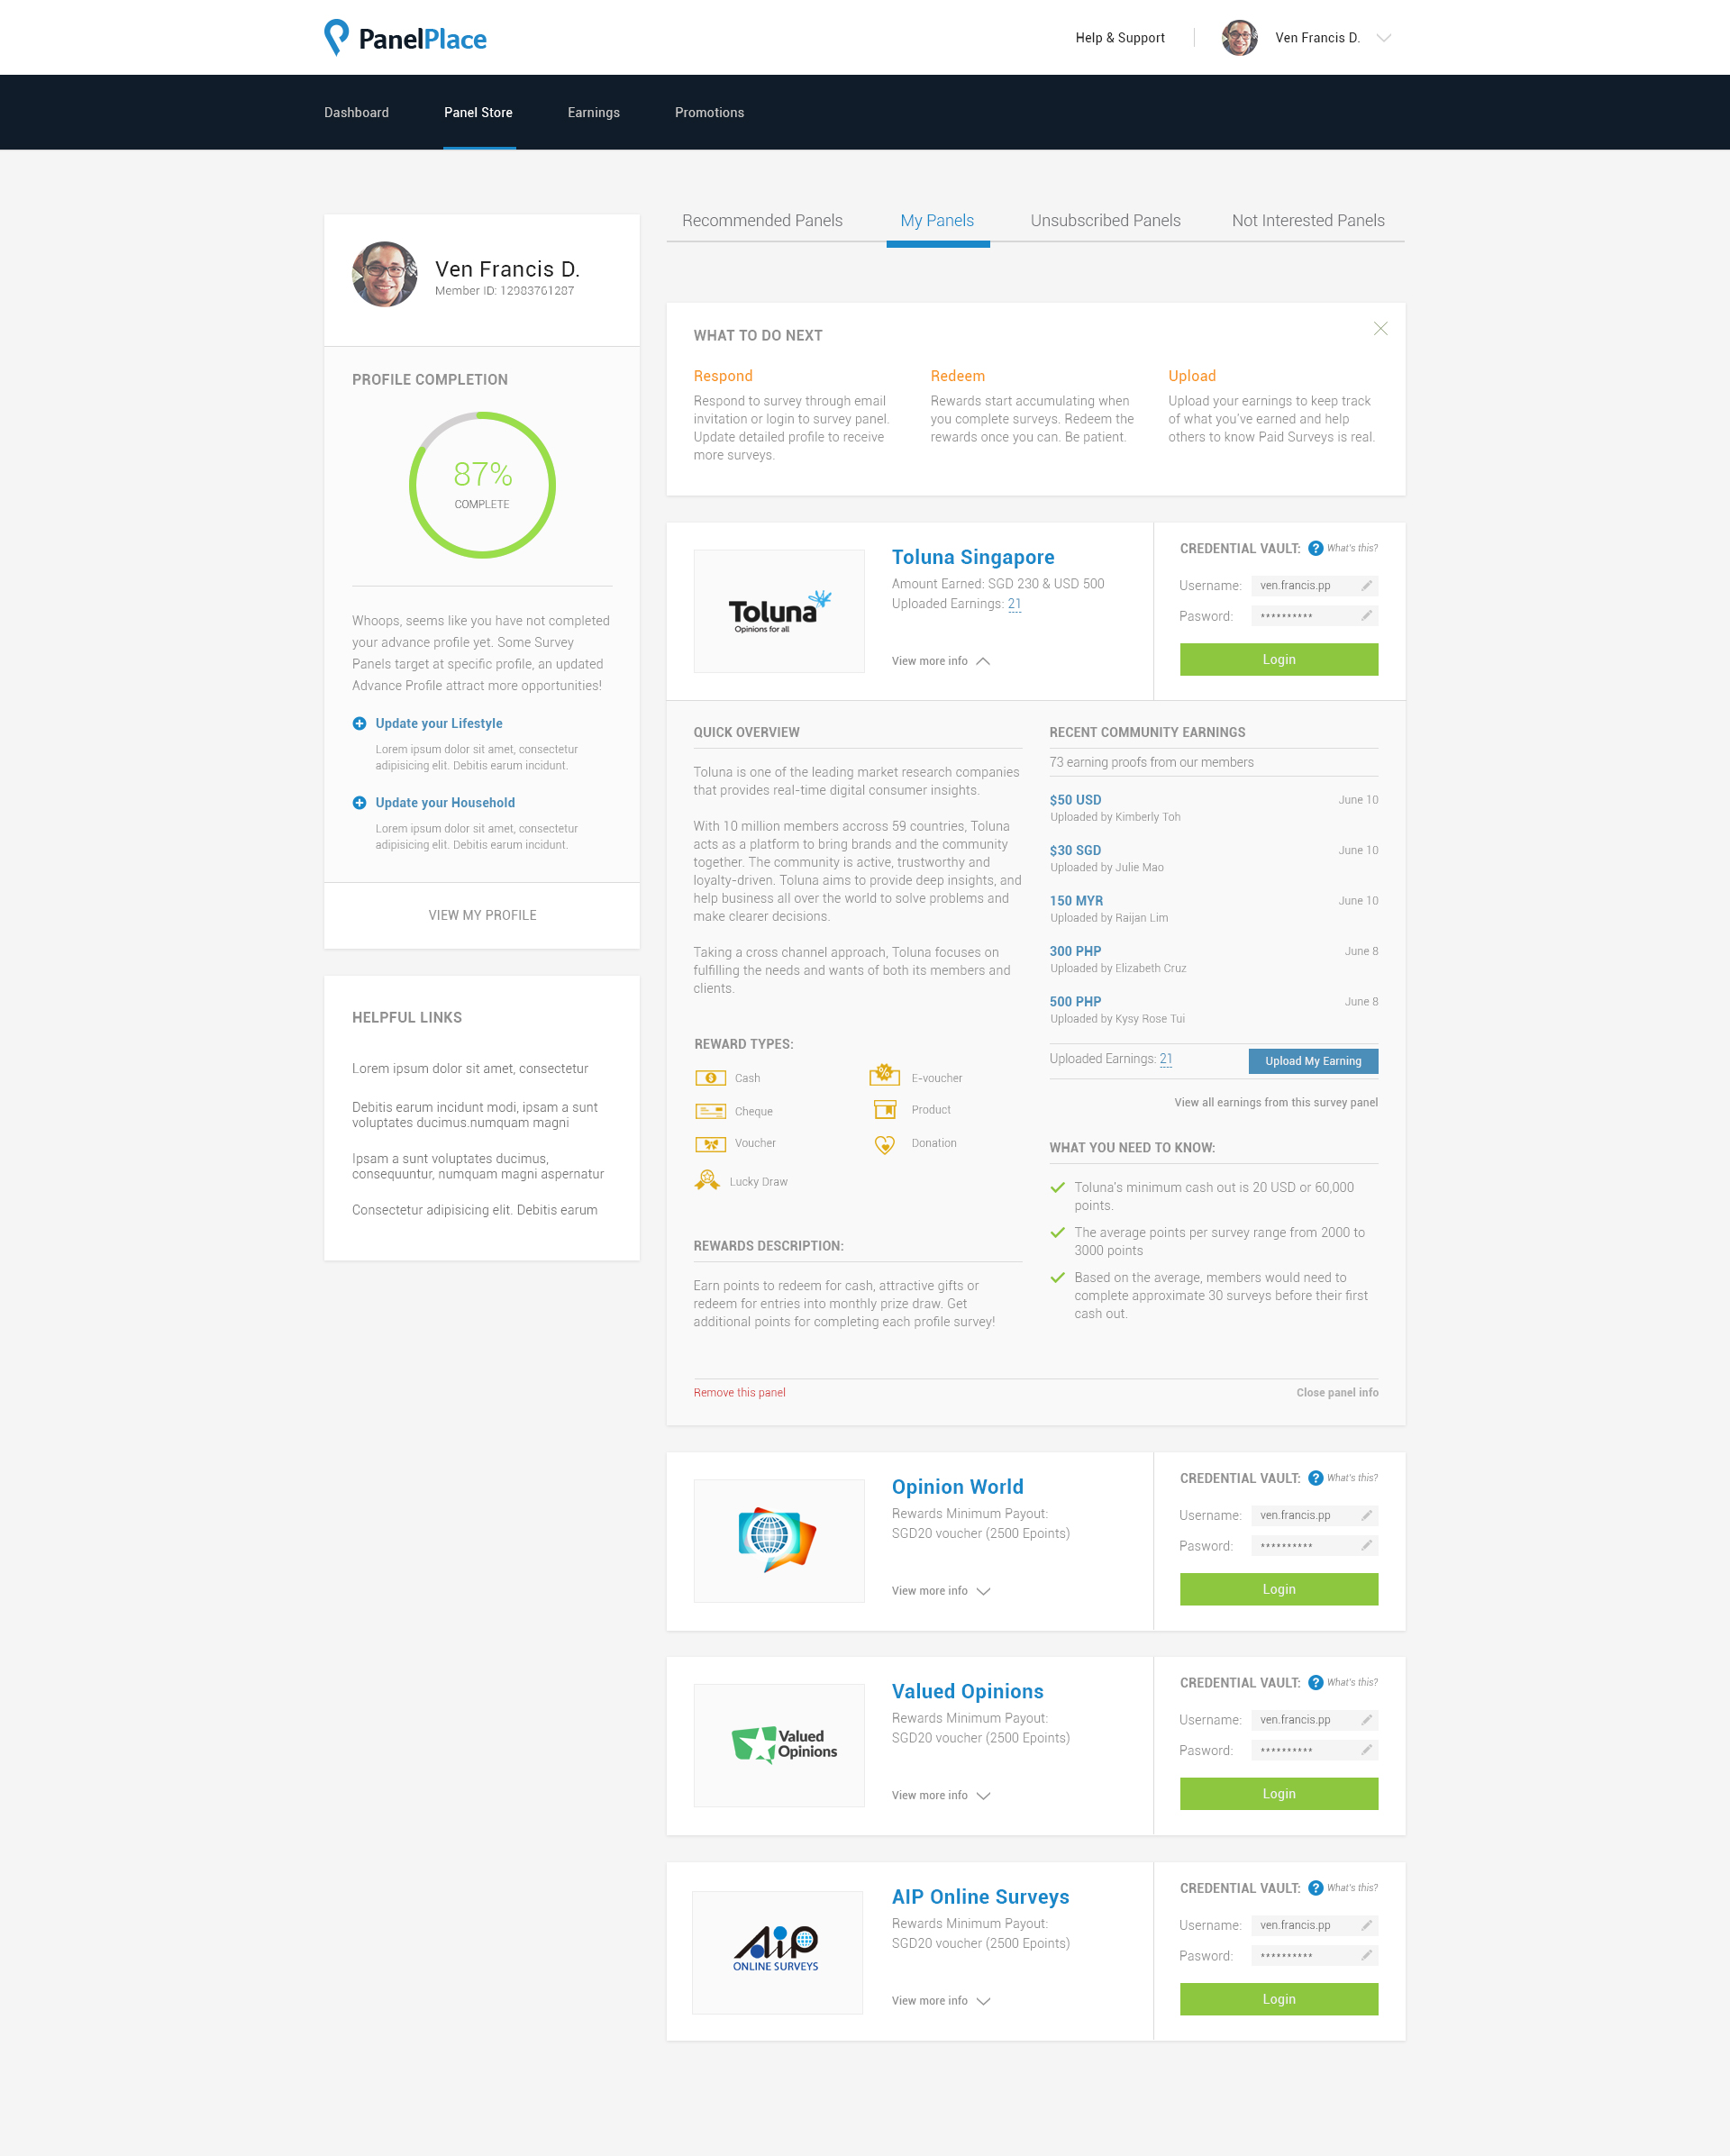 PanelPlace
Help & Support
Ven Francis D.
Dashboard
Panel Store
Earnings
Promotions
Ven Francis D.
Member ID: 12983761287
PROFILE COMPLETION
87%
COMPLETE
Whoops, seems like you have not completed
your advance profile yet. Some Survey
Panels target at specific profile, an updated
Advance Profile attract more opportunities!
Update your Lifestyle
Lorem ipsum dolor sit amet, consectetur
adipisicing elit. Debitis earum incidunt.
Update your Household
Lorem ipsum dolor sit amet, consectetur
adipisicing elit. Debitis earum incidunt.
VIEW MY PROFILE
HELPFUL LINKS
Lorem ipsum dolor sit amet, consectetur
Debitis earum incidunt modi, ipsam a sunt
voluptates ducimus.numquam magni
Ipsam a sunt voluptates ducimus,
consequuntur, numquam magni aspernatur
Consectetur adipisicing elit. Debitis earum
Recommended Panels
My Panels
Unsubscribed Panels
Not Interested Panels
WHAT TO DO NEXT
Respond
Respond to survey through email
invitation or login to survey panel.
Update detailed profile to receive
more surveys.
Redeem
Rewards start accumulating when
you complete surveys. Redeem the
rewards once you can. Be patient.
Upload
Upload your earnings to keep track
of what you've earned and help
others to know Paid Surveys is real.
Toluna
Opinions for all
Toluna Singapore
Amount Earned: SGD 230 & USD 500
Uploaded Earnings: 21
View more info
CREDENTIAL VAULT: ? What's this?
Username: ven.francis.pp
Pasword: **********
Login
QUICK OVERVIEW
Toluna is one of the leading market research companies
that provides real-time digital consumer insights.
With 10 million members accross 59 countries, Toluna
acts as a platform to bring brands and the community
together. The community is active, trustworthy and
loyalty-driven. Toluna aims to provide deep insights, and
help business all over the world to solve problems and
make clearer decisions.
Taking a cross channel approach, Toluna focuses on
fulfilling the needs and wants of both its members and
clients.
REWARD TYPES:
Cash
E-voucher
Cheque
Product
Voucher
Donation
Lucky Draw
REWARDS DESCRIPTION:
Earn points to redeem for cash, attractive gifts or
redeem for entries into monthly prize draw. Get
additional points for completing each profile survey!
RECENT COMMUNITY EARNINGS
73 earning proofs from our members
$50 USD June 10
Uploaded by Kimberly Toh
$30 SGD June 10
Uploaded by Julie Mao
150 MYR June 10
Uploaded by Raijan Lim
300 PHP June 8
Uploaded by Elizabeth Cruz
500 PHP June 8
Uploaded by Kysy Rose Tui
Uploaded Earnings: 21
Upload My Earning
View all earnings from this survey panel
WHAT YOU NEED TO KNOW:
Toluna's minimum cash out is 20 USD or 60,000
points.
The average points per survey range from 2000 to
3000 points
Based on the average, members would need to
complete approximate 30 surveys before their first
cash out.
Remove this panel
Close panel info
Opinion World
Rewards Minimum Payout:
SGD20 voucher (2500 Epoints)
View more info
CREDENTIAL VAULT: ? What's this?
Username: ven.francis.pp
Pasword: **********
Login
Valued
Opinions
Valued Opinions
Rewards Minimum Payout:
SGD20 voucher (2500 Epoints)
View more info
CREDENTIAL VAULT: ? What's this?
Username: ven.francis.pp
Pasword: **********
Login
AiP
ONLINE SURVEYS
AIP Online Surveys
Rewards Minimum Payout:
SGD20 voucher (2500 Epoints)
View more info
CREDENTIAL VAULT: ? What's this?
Username: ven.francis.pp
Pasword: **********
Login